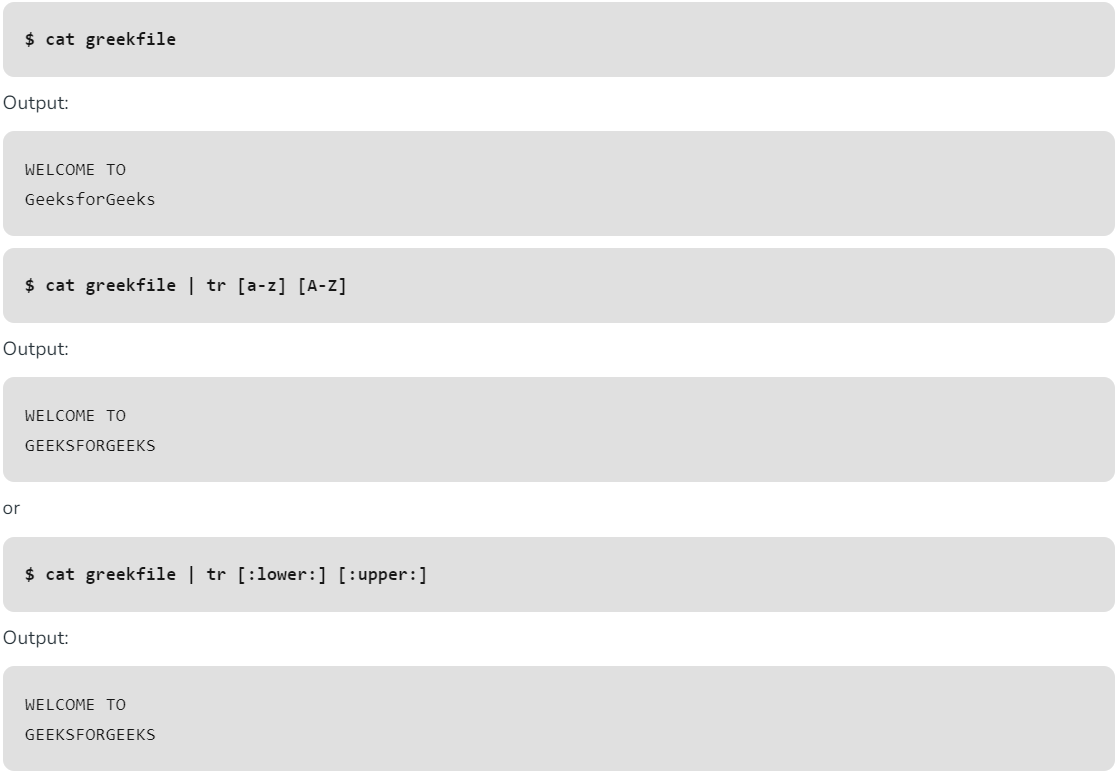 $ cat greekfile
Output:
WELCOME TO
GeeksforGeeks
$ cat greekfile | tr [a-z] [A-Z]
Output:
WELCOME TO
GEEKSFORGEEKS
or
$ cat greekfile | tr [:lower:] [:upper:]
Output:
WELCOME TO
GEEKSFORGEEKS